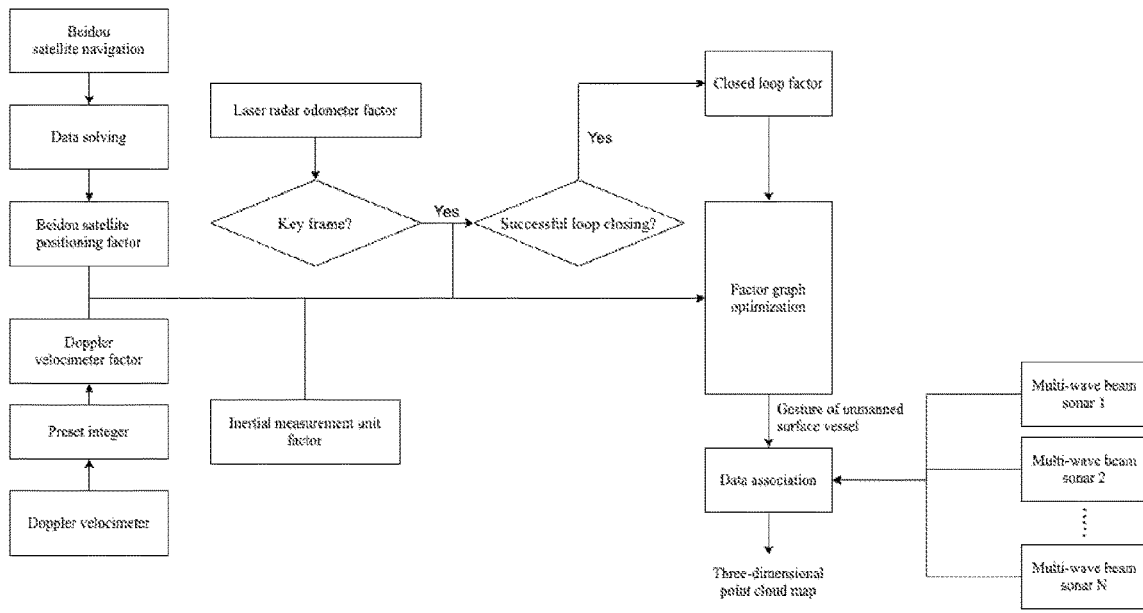 Beidou
satellite navigation
Data solving
Beidou satellite
positioning factor
Doppler
velocimeter factor
Preset integer
Doppler velocimeter
Laser radar odometer factor
Key frame?
Yes
Inertial measurement unit
factor
Successful loop closing?
Yes
Closed loop factor
Factor graph
optimization
Gesture of unmanned
surface vessel
Data association
Three-dimensional
point cloud map
Multi-wave beam
sonar 1
Multi-wave beam
sonar 2
Multi-wave beam
sonar N